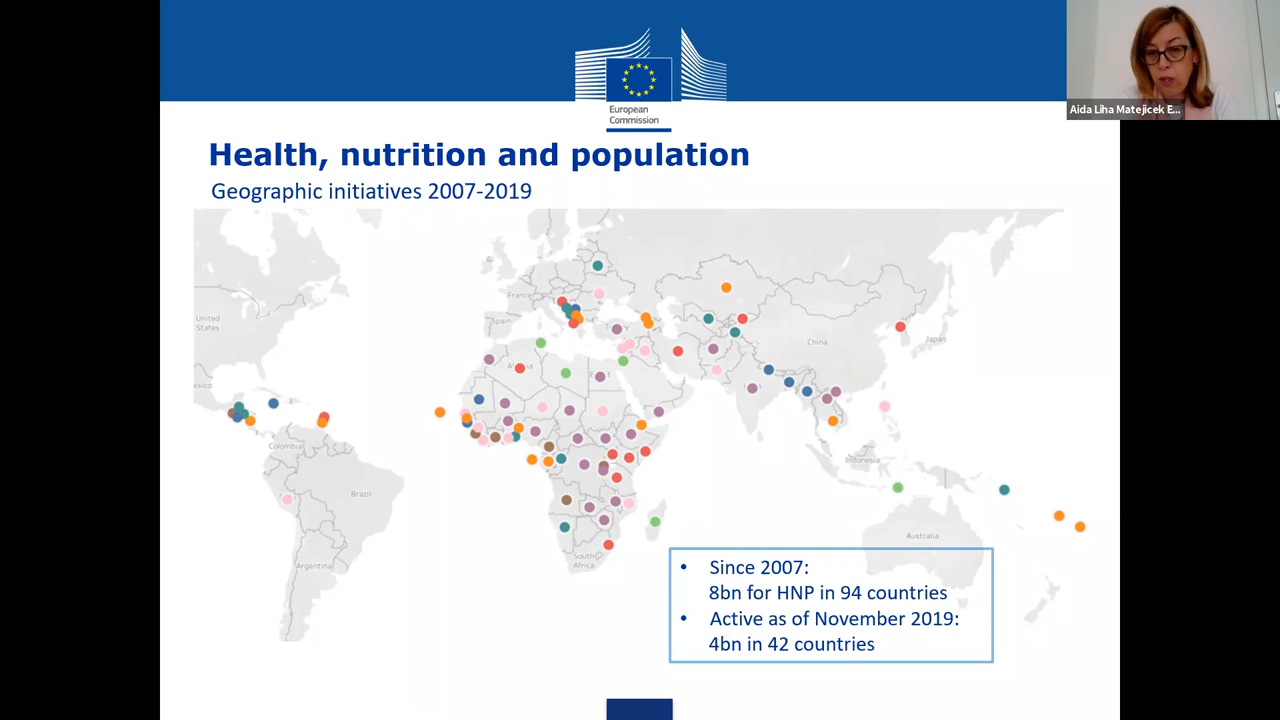 European
Commission
Aida Liha Matejicek E...
Health, nutrition and population
Geographic initiatives 2007-2019
France
Spain
United
States
China
Japan
Colombia
Indonesia
Brazil
Australia
South
Africa
Argentina
• Since 2007:
8bn for HNP in 94 countries
• Active as of November 2019:
4bn in 42 countries